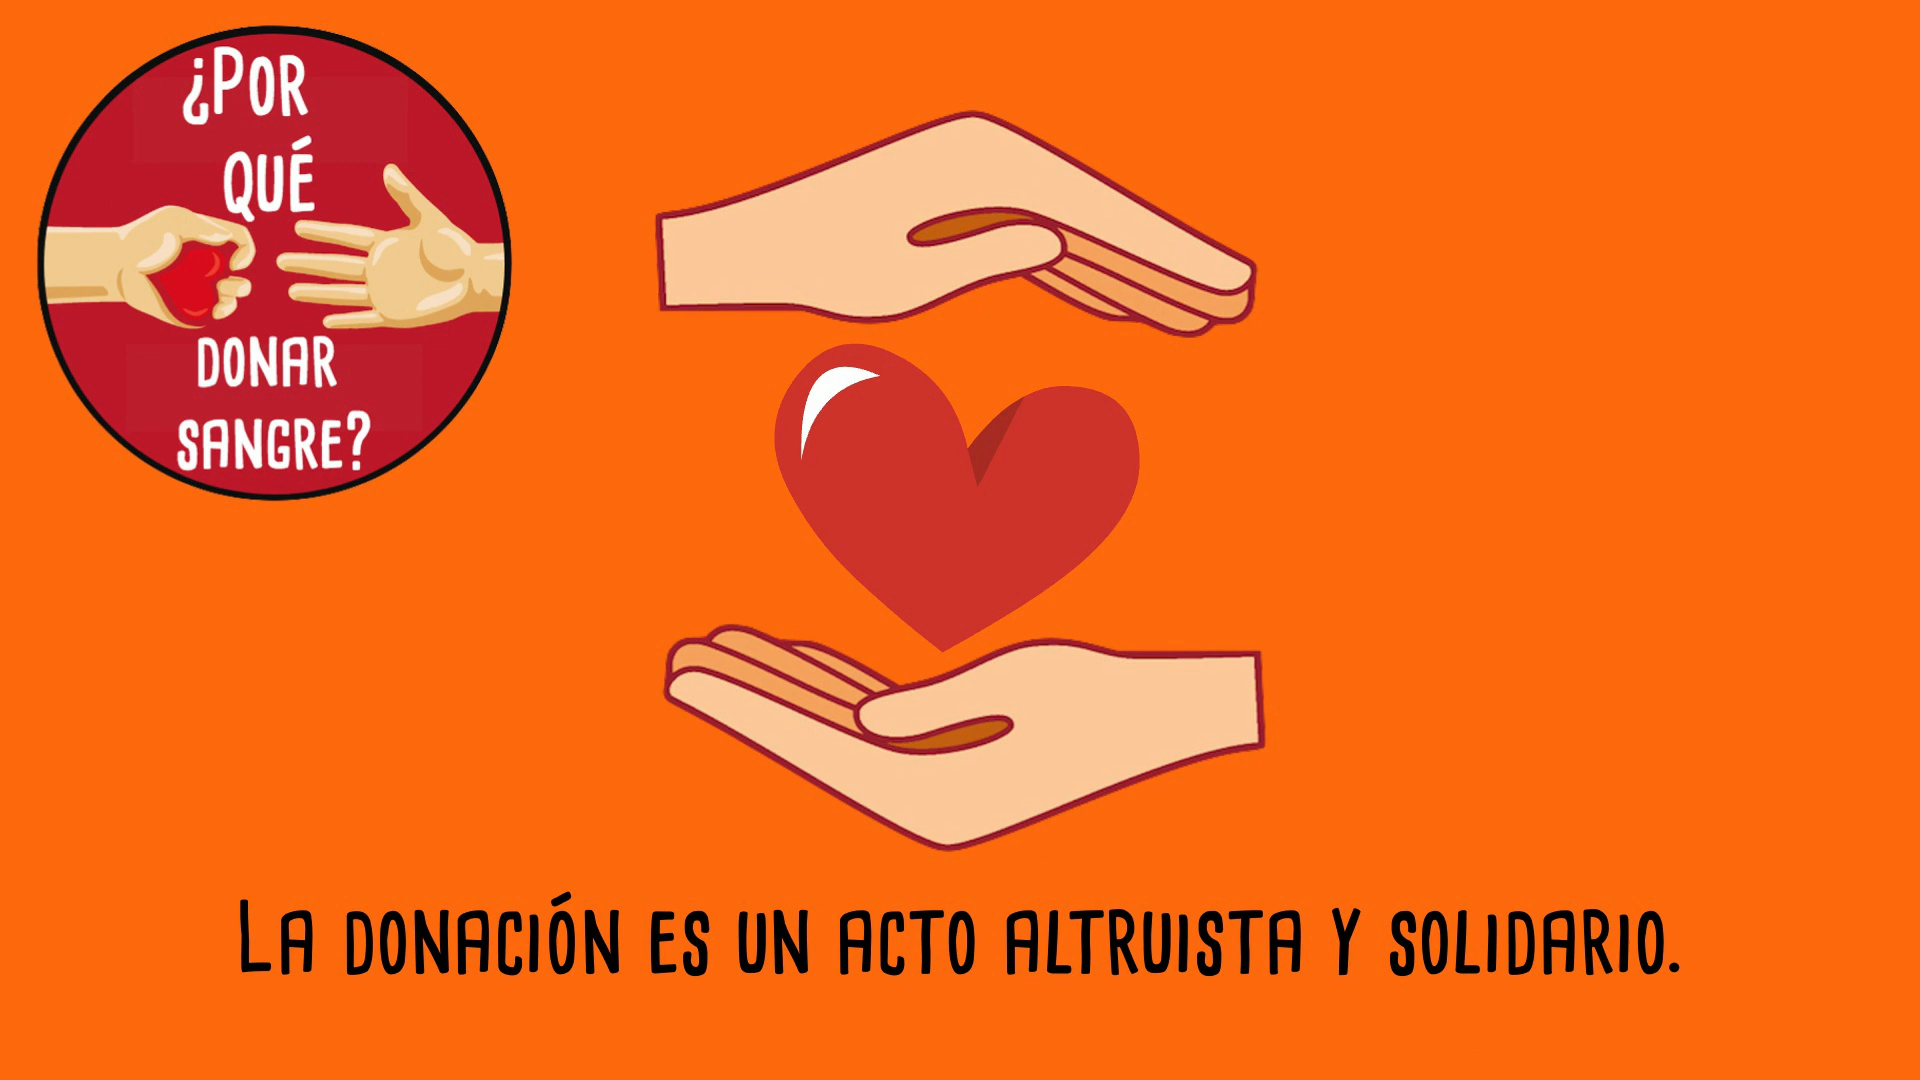 ¿POR
QUÉ
DONAR
SANGRE?
LA DONACIÓN ES UN ACTO ALTRUISTA Y SOLIDARIO.